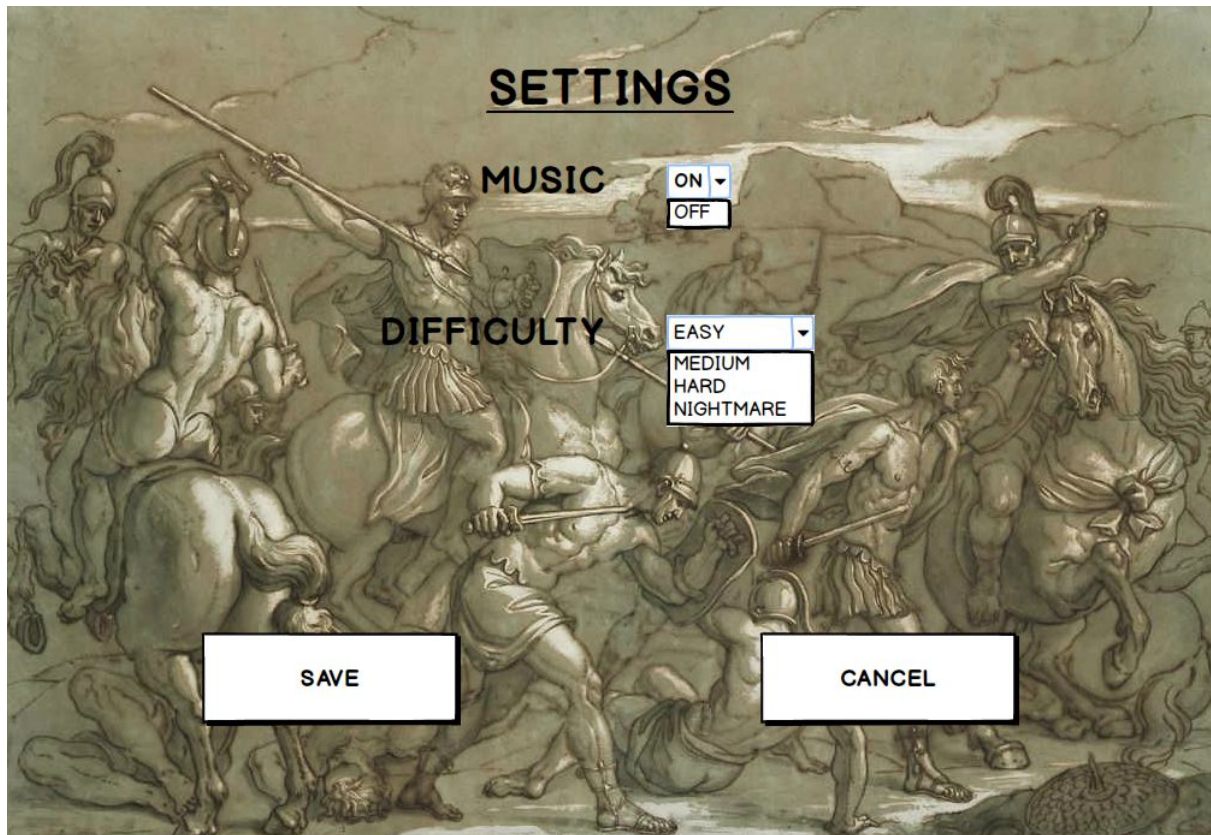 SETTINGS
MUSIC ON
OFF
DIFFICULTY EASY
MEDIUM
HARD
NIGHTMARE
SAVE CANCEL